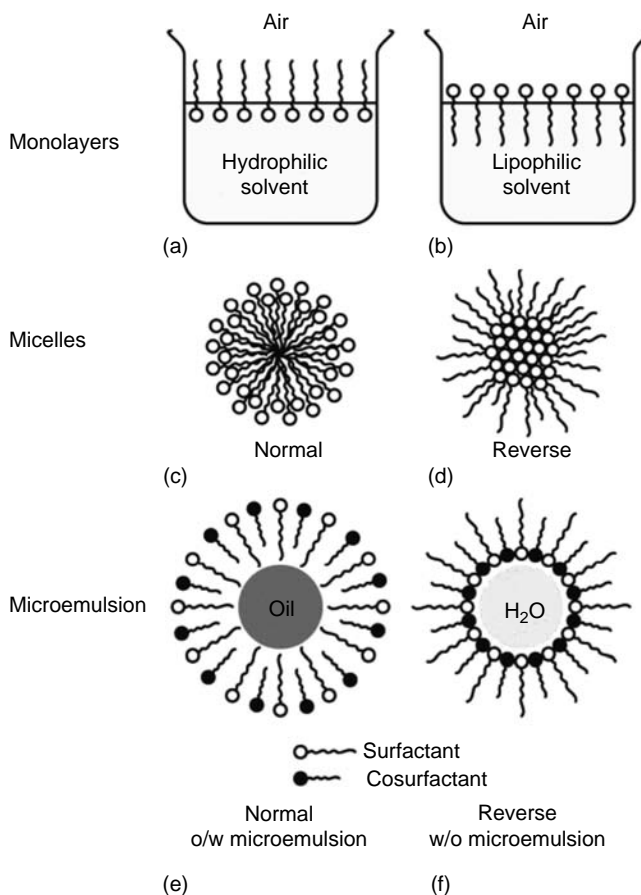 Air
Air
Monolayers
Hydrophilic
solvent
Lipophilic
solvent
(a)
(b)
Micelles
Normal
Reverse
(c)
(d)
Microemulsion
Oil
H₂O
Surfactant
Cosurfactant
Normal
o/w microemulsion
Reverse
w/o microemulsion
(e)
(f)